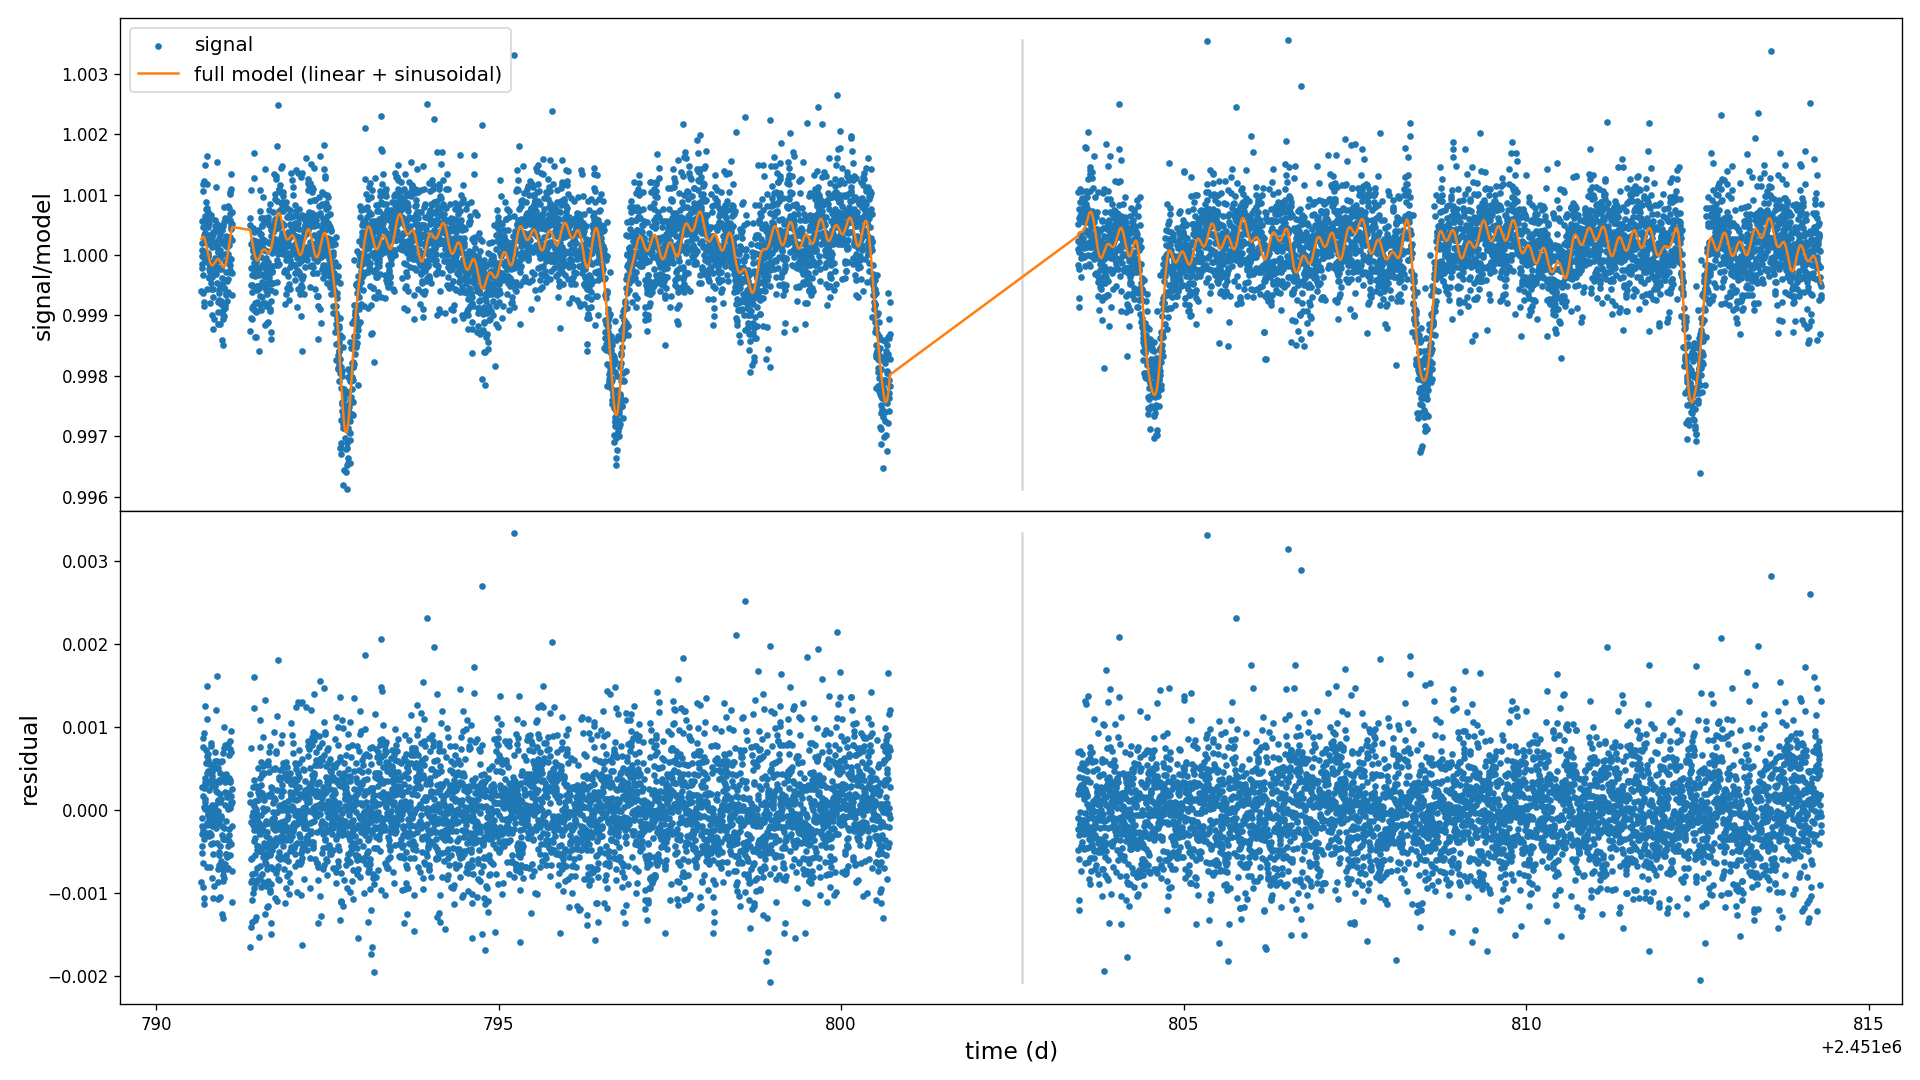 signal
full model (linear + sinusoidal)
signal/model
1.003
1.002
1.001
1.000
0.999
0.998
0.997
0.996
residual
0.003
0.002
0.001
0.000
−0.001
−0.002
790 795 800 805 810 815
time (d)
+2.451e6